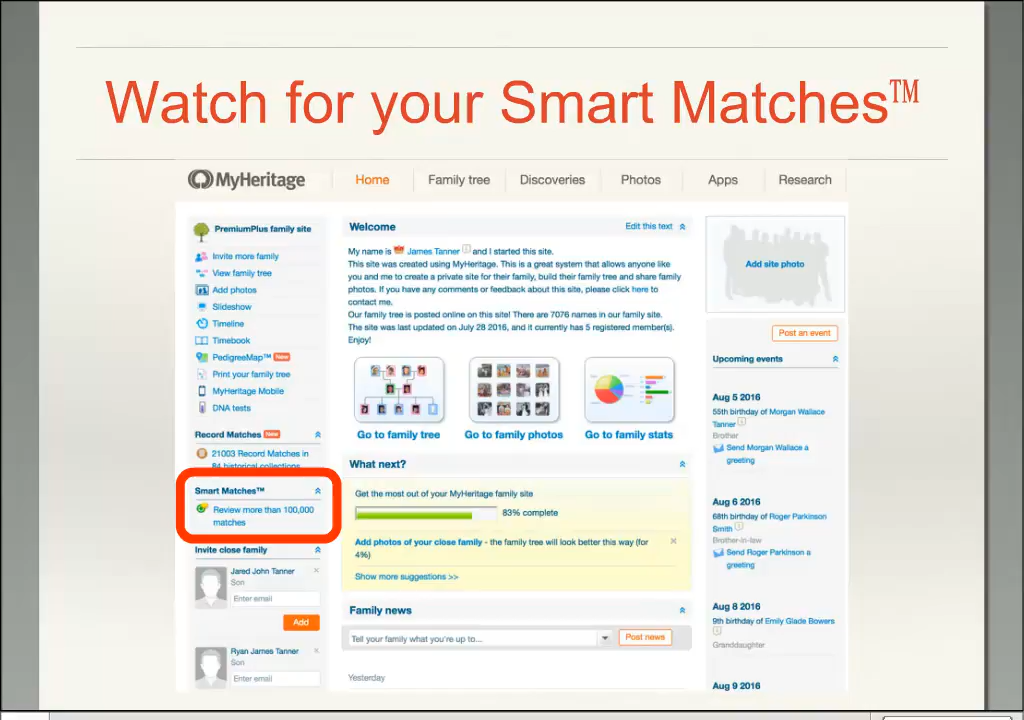 Watch for your Smart Matches™
MyHeritage
Home
Family tree
Discoveries
Photos
Apps
Research
PremiumPlus family site
Invite more family
View family tree
Add photos
Slideshow
Timeline
Timebook
PedigreeMap™ New
Print your family tree
MyHeritage Mobile
DNA tests
Record Matches New
21003 Record Matches in
84 historical collections
Smart Matches™
Review more than 100,000
matches
Invite close family
Jared John Tanner
Son
Enter email
Add
Ryan James Tanner
Son
Enter email
Welcome
Edit this text
My name is James Tanner and I started this site.
This site was created using MyHeritage. This is a great system that allows anyone like
you and me to create a private site for their family, build their family tree and share family
photos. If you have any comments or feedback about this site, please click here to
contact me.
Our family tree is posted online on this site! There are 7076 names in our family site.
The site was last updated on July 28 2016, and it currently has 5 registered member(s).
Enjoy!
Go to family tree
Go to family photos
Go to family stats
What next?
Get the most out of your MyHeritage family site
83% complete
Add photos of your close family - the family tree will look better this way (for
4%)
Show more suggestions >>
Family news
Tell your family what you're up to...
Post news
Yesterday
Add site photo
Post an event
Upcoming events
Aug 5 2016
55th birthday of Morgan Wallace
Tanner
Brother
Send Morgan Wallace a
greeting
Aug 6 2016
68th birthday of Roger Parkinson
Smith
Brother-in-law
Send Roger Parkinson a
greeting
Aug 8 2016
9th birthday of Emily Glade Bowers
Granddaughter
Aug 9 2016